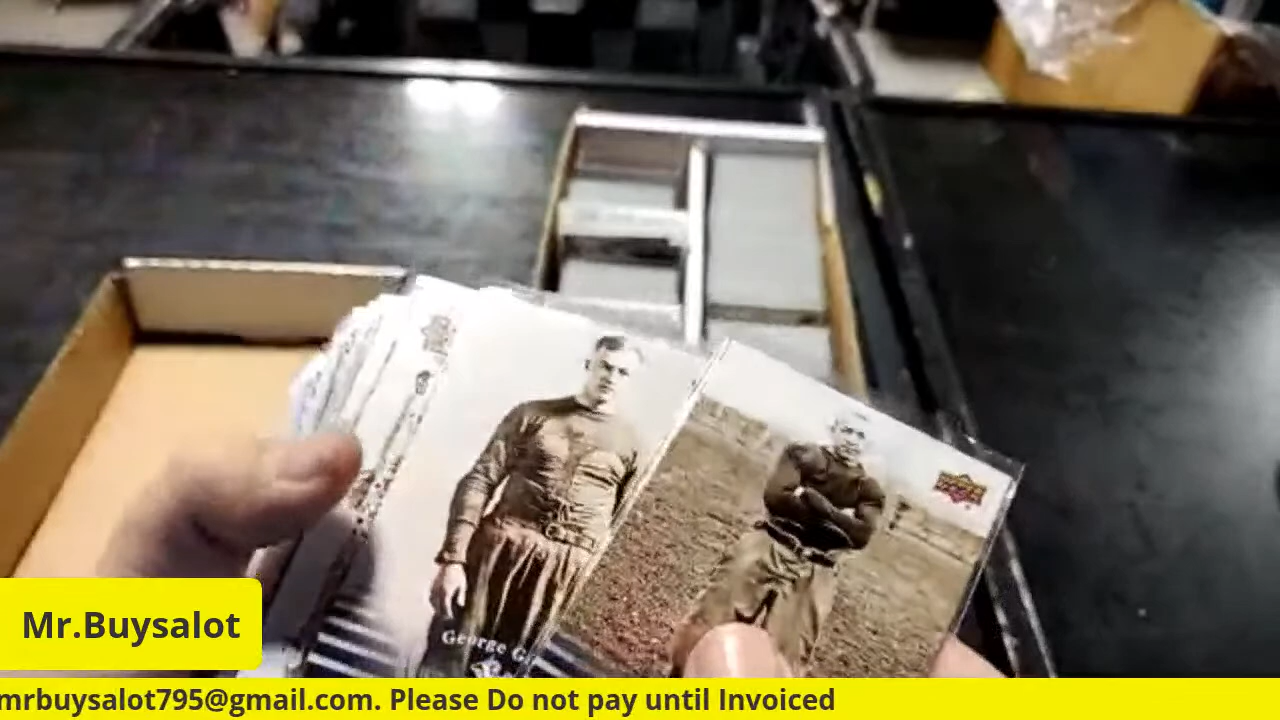 George G
Mr.Buysalot
mrbuysalot795@gmail.com. Please Do not pay until Invoiced